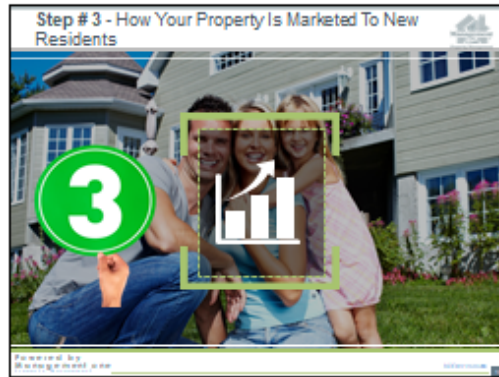 Step # 3 - How Your Property Is Marketed To New
Residents
3
Powered by
Management one